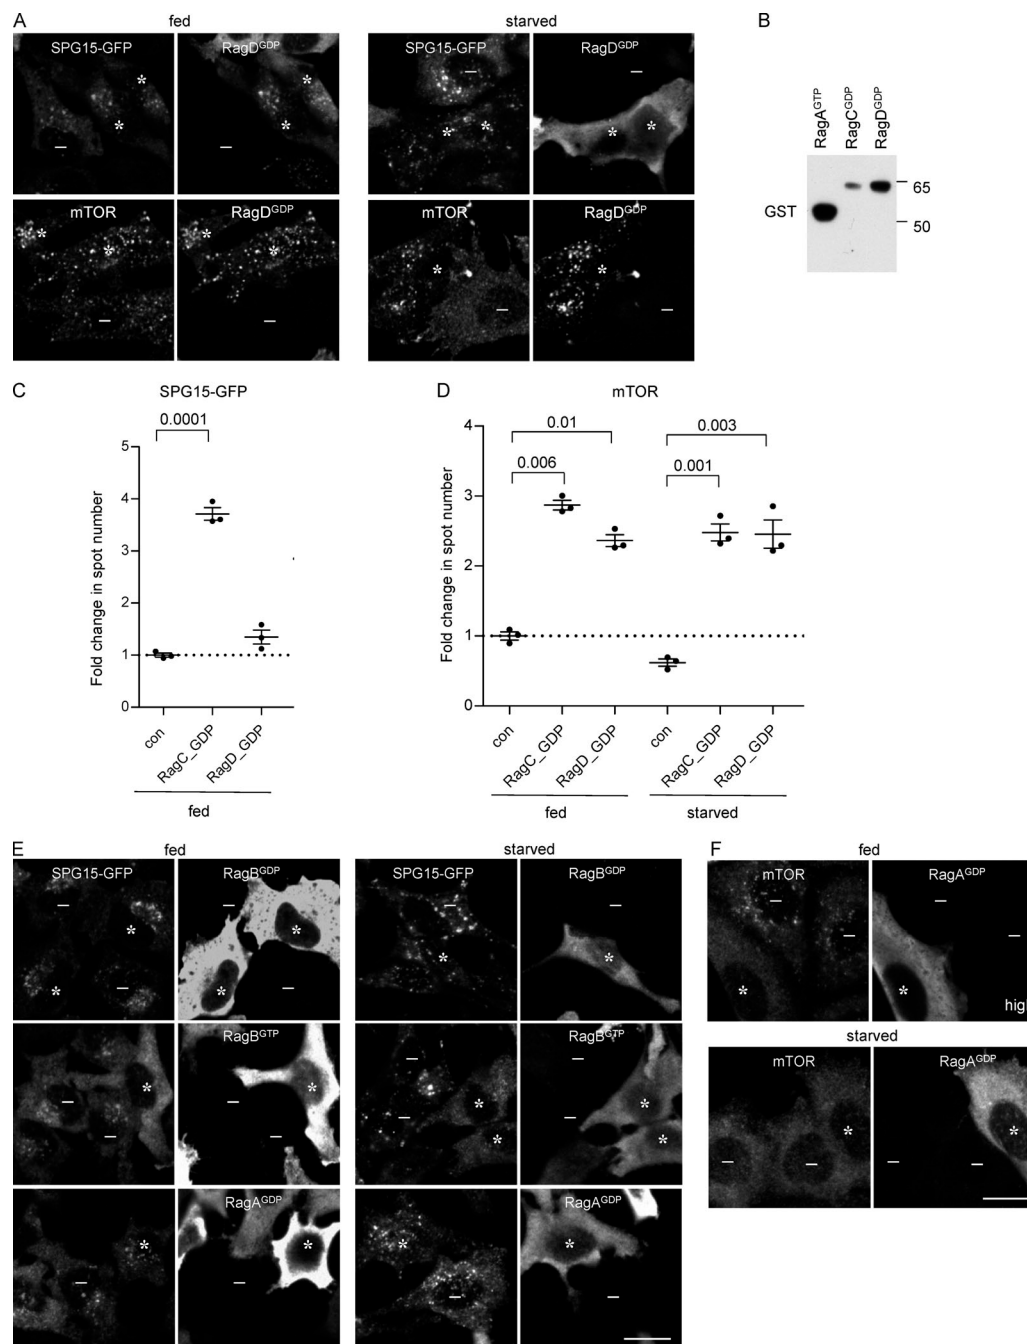 A
fed
starved
SPG15-GFP RagD^GDP SPG15-GFP RagD^GDP
* * * *
– – –
* * * * * *
– –
mTOR RagD^GDP mTOR RagD^GDP
* * * * * *
– – – –
B
RagA^GTP RagC^GDP RagD^GDP
65
GST
50
C
SPG15-GFP
0.0001
5
4
3
2
1
0
Fold change in spot number
con RagC_GDP RagD_GDP
fed
D
mTOR
0.01 0.003
0.006 0.001
4
3
2
1
0
Fold change in spot number
con RagC_GDP RagD_GDP con RagC_GDP RagD_GDP
fed starved
E
fed starved
SPG15-GFP RagB^GDP SPG15-GFP RagB^GDP
RagB^GTP RagB^GTP
RagA^GDP RagA^GDP
F
fed
mTOR RagA^GDP
hig
starved
mTOR RagA^GDP